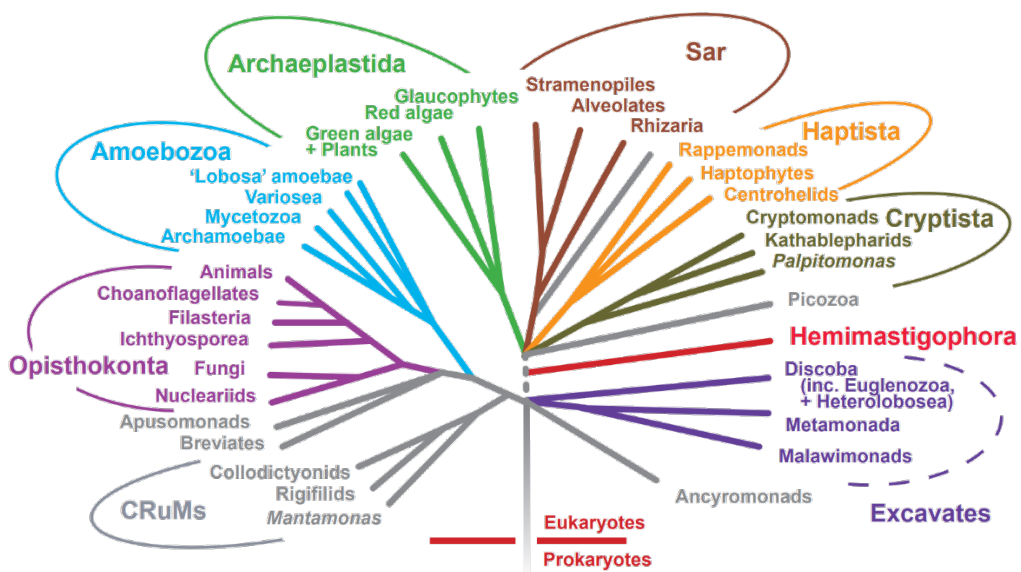 Archaeplastida
Glaucophytes
Red algae
Green algae
+ Plants
Sar
Stramenopiles
Alveolates
Rhizaria
Haptista
Rappemonads
Haptophytes
Centrohelids
Cryptista
Cryptomonads
Kathablepharids
Palpitomonas
Picozoa
Hemimastigophora
Discoba
(inc. Euglenozoa,
+ Heterolobosea)
Metamonada
Malawimonads
Excavates
Ancyromonads
Amoebozoa
‘Lobosa’ amoebae
Variosea
Mycetozoa
Archamoebae
Opisthokonta
Animals
Choanoflagellates
Filasteria
Ichthyosporea
Fungi
Nucleariids
Apusomonads
Breviates
CRuMs
Collodictyonids
Rigifilids
Mantamonas
Eukaryotes
Prokaryotes